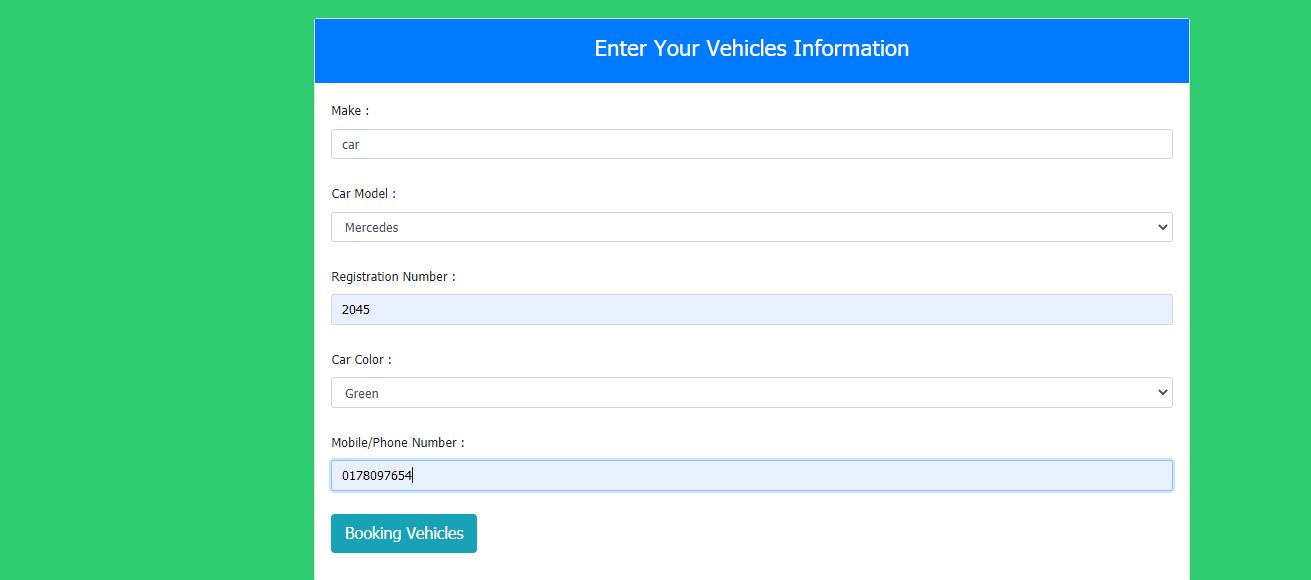 Enter Your Vehicles Information
Make :
car
Car Model :
Mercedes
Registration Number :
2045
Car Color :
Green
Mobile/Phone Number :
0178097654
Booking Vehicles